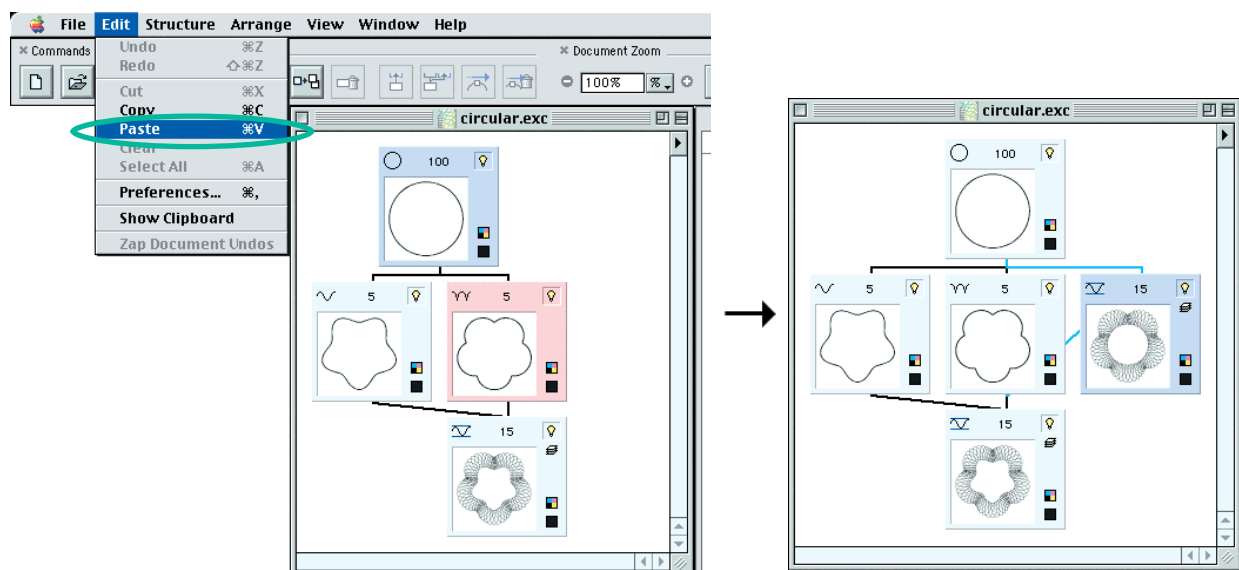 File Edit Structure Arrange View Window Help
Commands
Document Zoom
100% %
Undo ⌘Z
Redo ⇧⌘Z
Cut ⌘X
Copy ⌘C
Paste ⌘V
Clear
Select All ⌘A
Preferences... ⌘,
Show Clipboard
Zap Document Undos
circular.exc
100
5 5
15
circular.exc
100
5 5 15
15